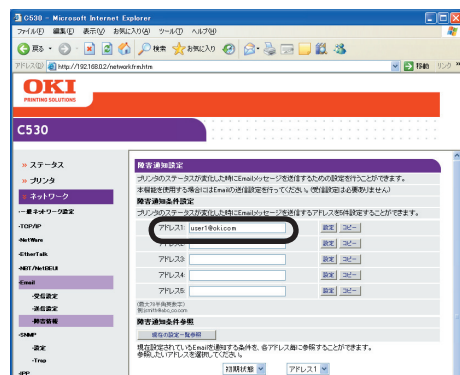 C530 - Microsoft Internet Explorer
ファイル(F) 編集(E) 表示(V) お気に入り(A) ツール(T) ヘルプ(H)
戻る 検索 お気に入り
アドレス(D) http://192.168.0.2/networkfrm.htm 移動 リンク
OKI
PRINTING SOLUTIONS
C530
» ステータス
» プリンタ
» ネットワーク
-一般ネットワーク設定
-TCP/IP
-NetWare
-EtherTalk
-NBT/NetBEUI
-Email
-受信設定
-送信設定
-障害情報
-SNMP
-設定
-Trap
-IPP
障害通知設定
プリンタのステータスが変化した時にEmailメッセージを送信するための設定を行うことができます。
本機能を使用する場合にはEmailの送信設定を行ってください。(受信設定は必要ありません)
障害通知条件設定
プリンタのステータスが変化した時にEmailメッセージを送信するアドレスを5件設定することができます。
アドレス1: user1@oki.com 設定 コピー
アドレス2: 設定 コピー
アドレス3: 設定 コピー
アドレス4: 設定 コピー
アドレス5: 設定 コピー
障害通知条件参照
現在の設定一覧参照
現在設定されているEmailを通知する条件を、各アドレス毎に参照することができます。
参照したいアドレスを選択してください。
初期状態 アドレス1